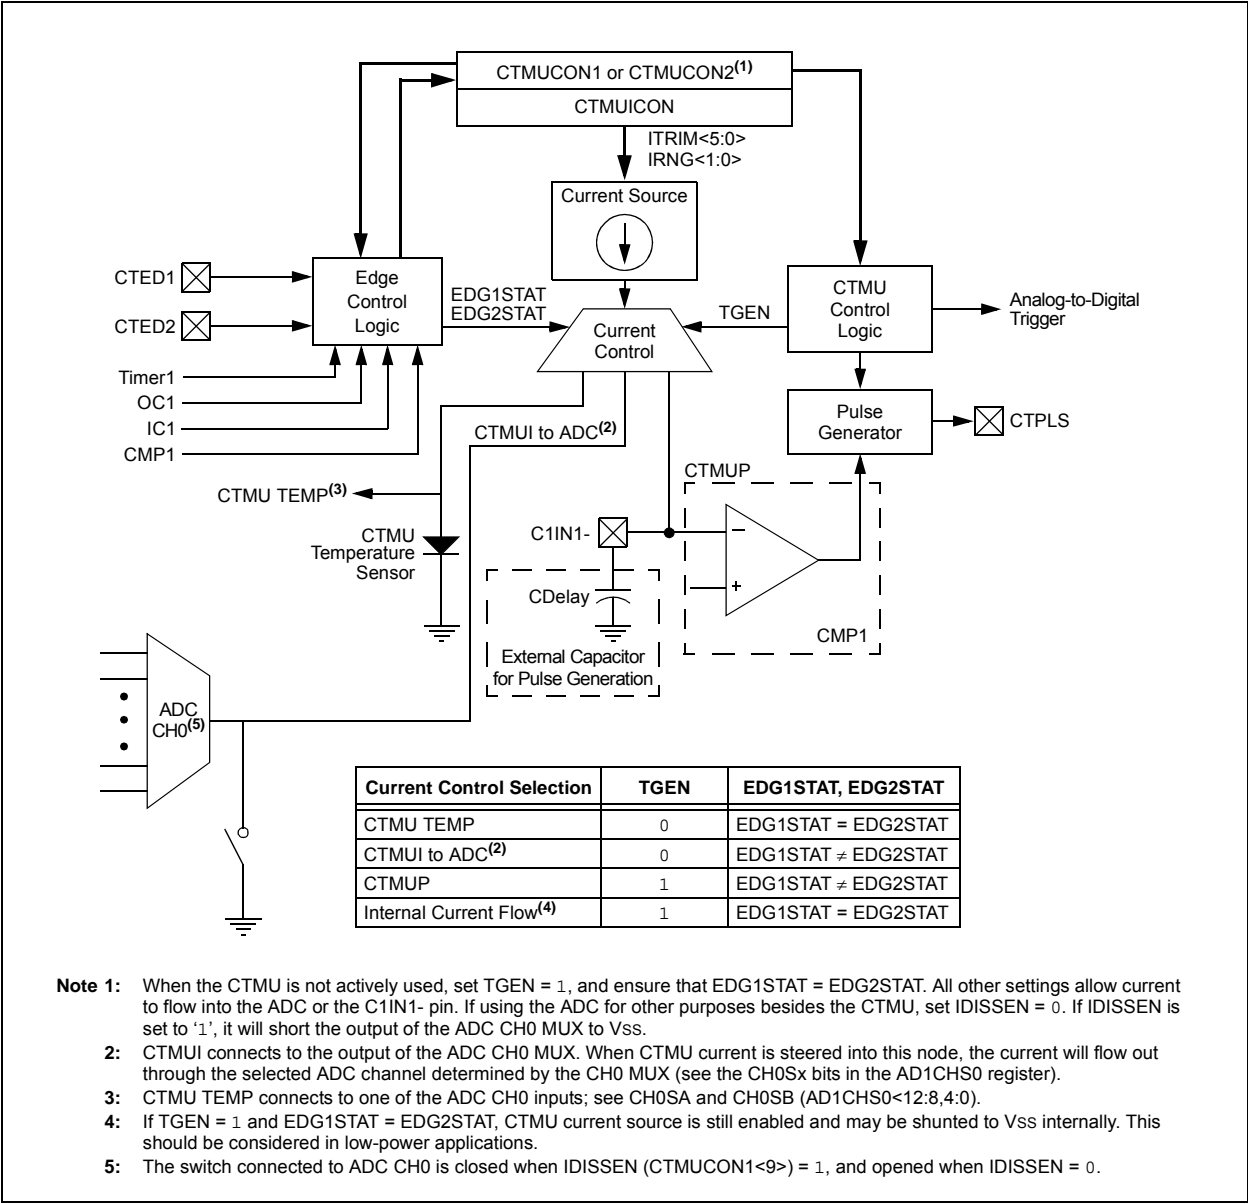 CTMUCON1 or CTMUCON2(1)
CTMUICON
ITRIM<5:0>
IRNG<1:0>
Current Source
CTED1
CTED2
Edge
Control
Logic
EDG1STAT
EDG2STAT
Current
Control
TGEN
CTMU
Control
Logic
Analog-to-Digital
Trigger
Timer1
OC1
IC1
CMP1
Pulse
Generator
CTPLS
CTMUI to ADC(2)
CTMUP
CTMU TEMP(3)
CTMU
Temperature
Sensor
C1IN1-
−
+
CDelay
CMP1
External Capacitor
for Pulse Generation
ADC
CH0(5)
Current Control Selection TGEN EDG1STAT, EDG2STAT
CTMU TEMP 0 EDG1STAT = EDG2STAT
CTMUI to ADC(2) 0 EDG1STAT ≠ EDG2STAT
CTMUP 1 EDG1STAT ≠ EDG2STAT
Internal Current Flow(4) 1 EDG1STAT = EDG2STAT
Note 1: When the CTMU is not actively used, set TGEN = 1, and ensure that EDG1STAT = EDG2STAT. All other settings allow current
to flow into the ADC or the C1IN1- pin. If using the ADC for other purposes besides the CTMU, set IDISSEN = 0. If IDISSEN is
set to ‘1’, it will short the output of the ADC CH0 MUX to VSS.
2: CTMUI connects to the output of the ADC CH0 MUX. When CTMU current is steered into this node, the current will flow out
through the selected ADC channel determined by the CH0 MUX (see the CH0Sx bits in the AD1CHS0 register).
3: CTMU TEMP connects to one of the ADC CH0 inputs; see CH0SA and CH0SB (AD1CHS0<12:8,4:0).
4: If TGEN = 1 and EDG1STAT = EDG2STAT, CTMU current source is still enabled and may be shunted to VSS internally. This
should be considered in low-power applications.
5: The switch connected to ADC CH0 is closed when IDISSEN (CTMUCON1<9>) = 1, and opened when IDISSEN = 0.